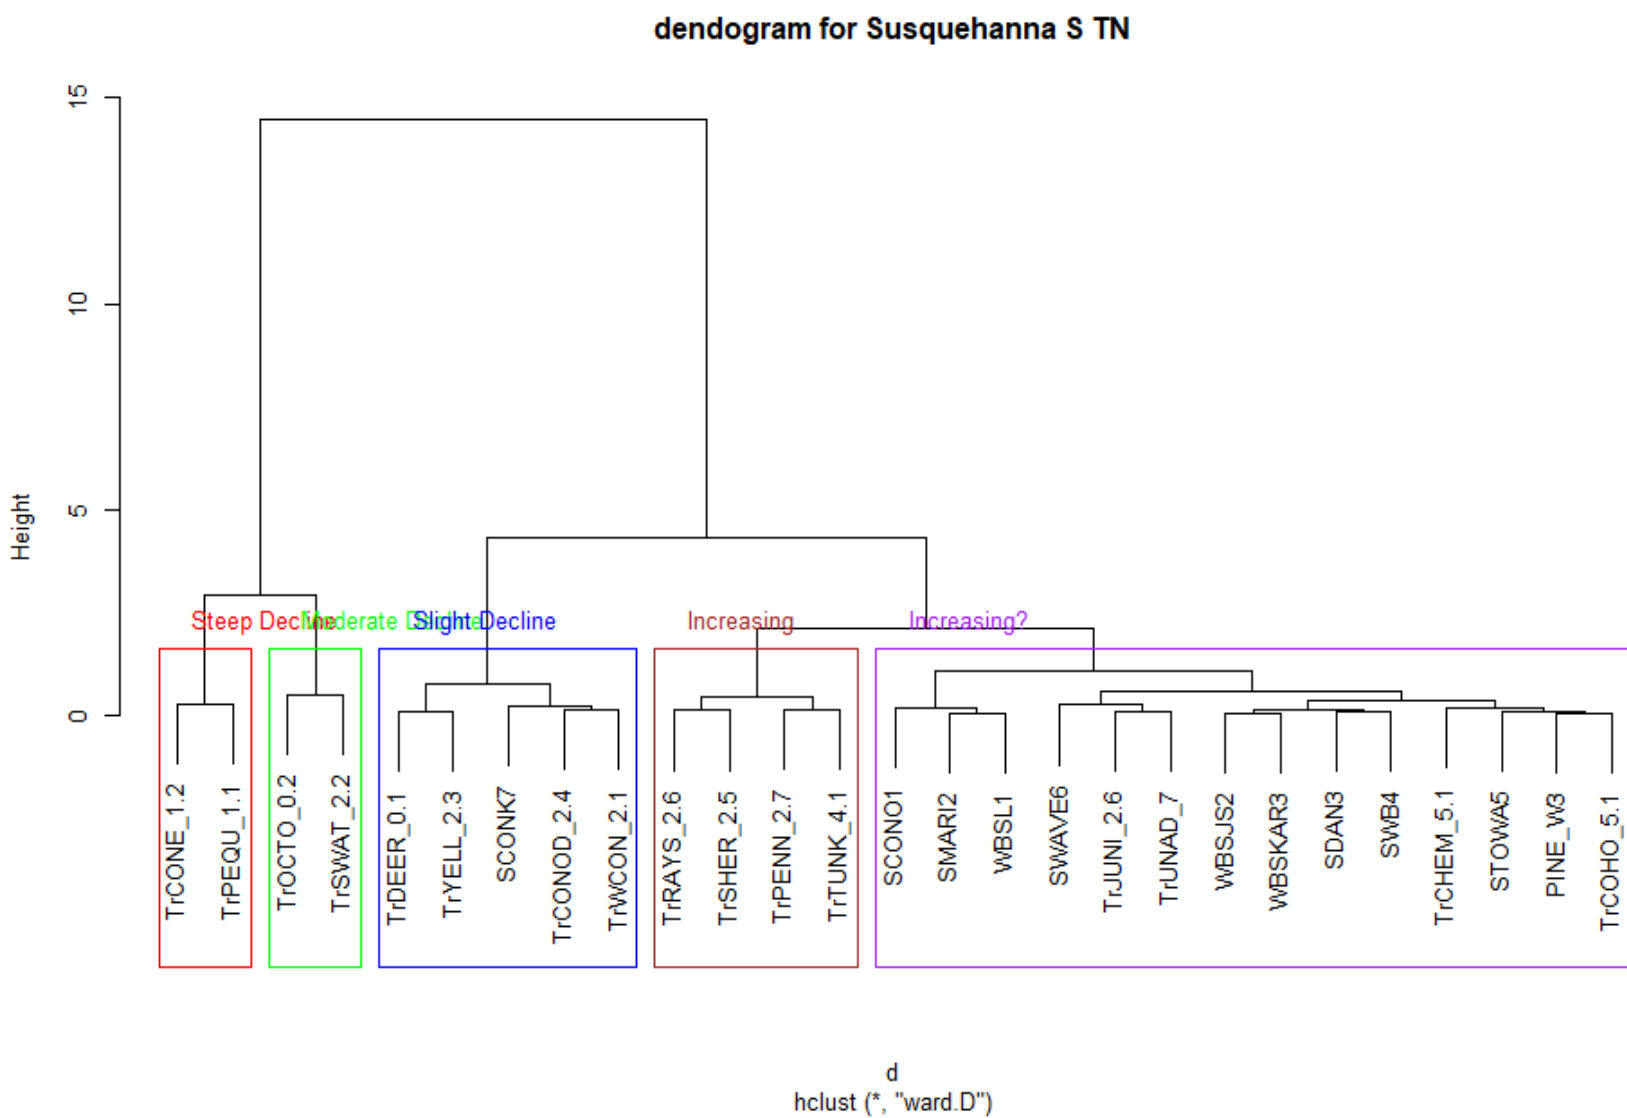 dendogram for Susquehanna S TN
15
10
5
0
Height
Steep Decline
Moderate Decline
Slight Decline
Increasing
Increasing?
TrCONE_1.2
TrPEQU_1.1
TrOCTO_0.2
TrSWAT_2.2
TrDEER_0.1
TrYELL_2.3
SCONK7
TrCONOD_2.4
TrWCON_2.1
TrRAYS_2.6
TrSHER_2.5
TrPENN_2.7
TrTUNK_4.1
SCONO1
SMARI2
WBSL1
SWAVE6
TrJUNI_2.6
TrUNAD_7
WBSJS2
WBSKAR3
SDAN3
SWB4
TrCHEM_5.1
STOWA5
PINE_W3
TrCOHO_5.1
d
hclust (*, "ward.D")